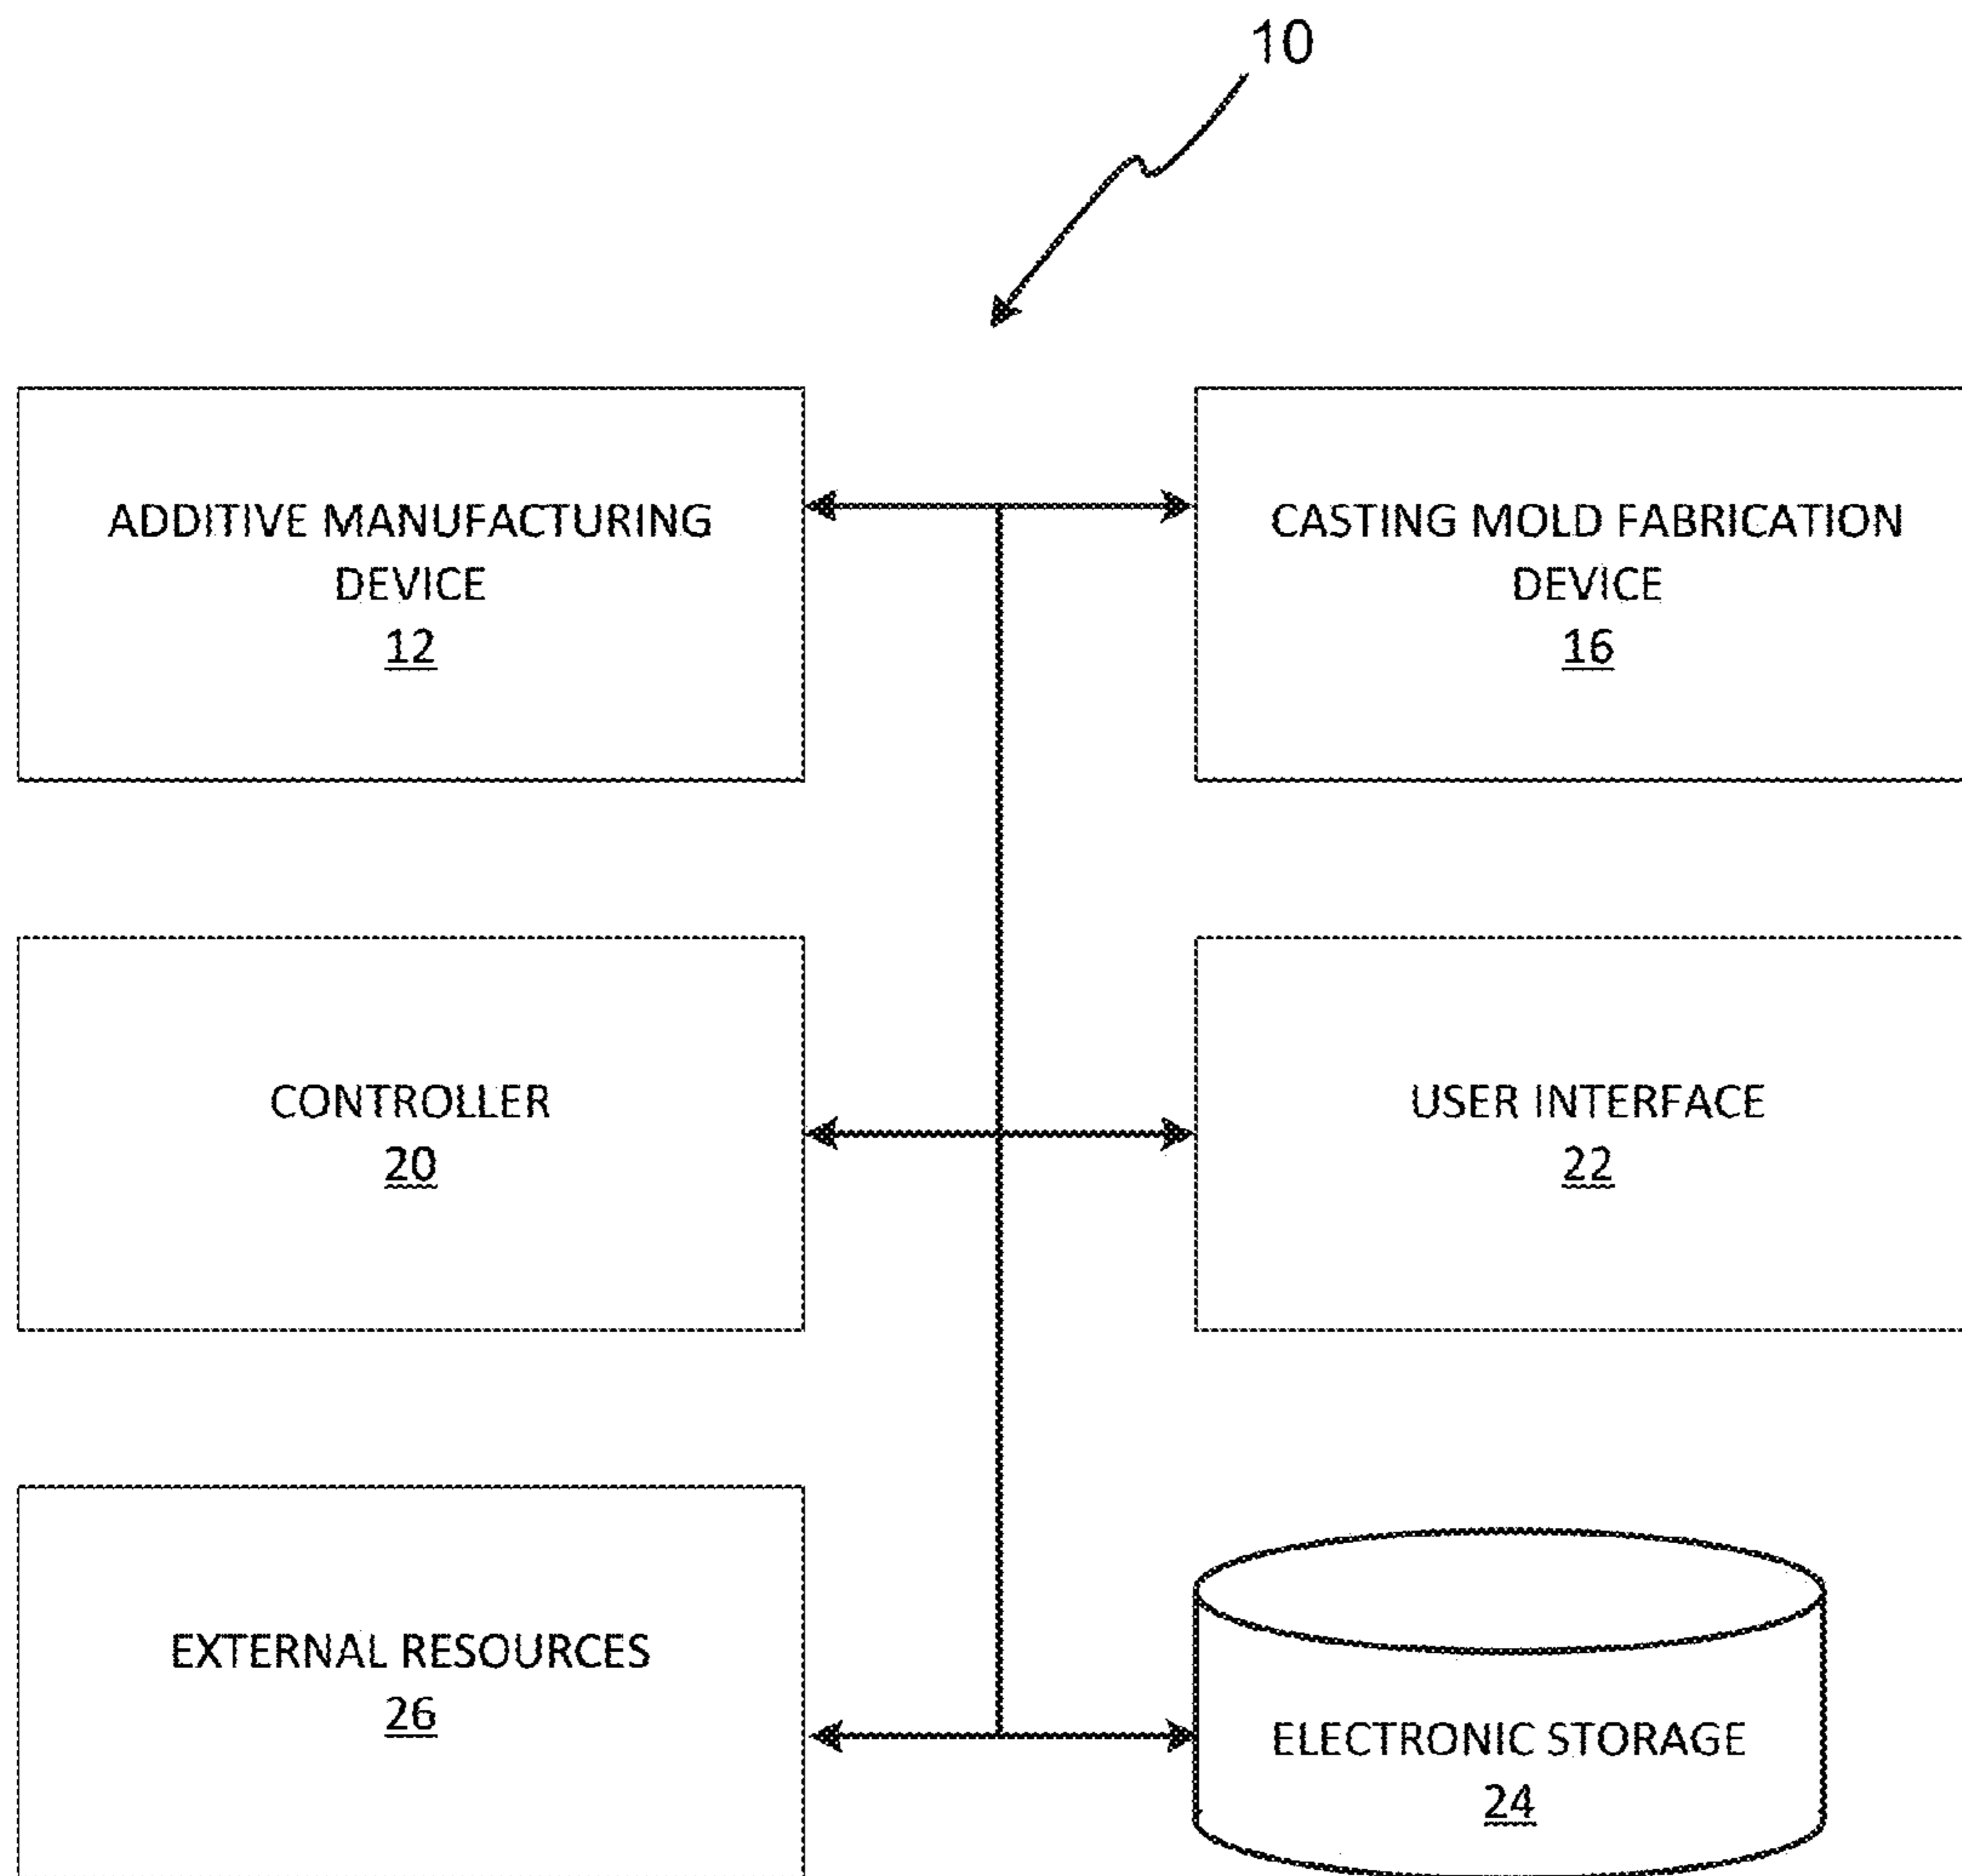 10
ADDITIVE MANUFACTURING
DEVICE
12
CASTING MOLD FABRICATION
DEVICE
16
CONTROLLER
20
USER INTERFACE
22
EXTERNAL RESOURCES
26
ELECTRONIC STORAGE
24